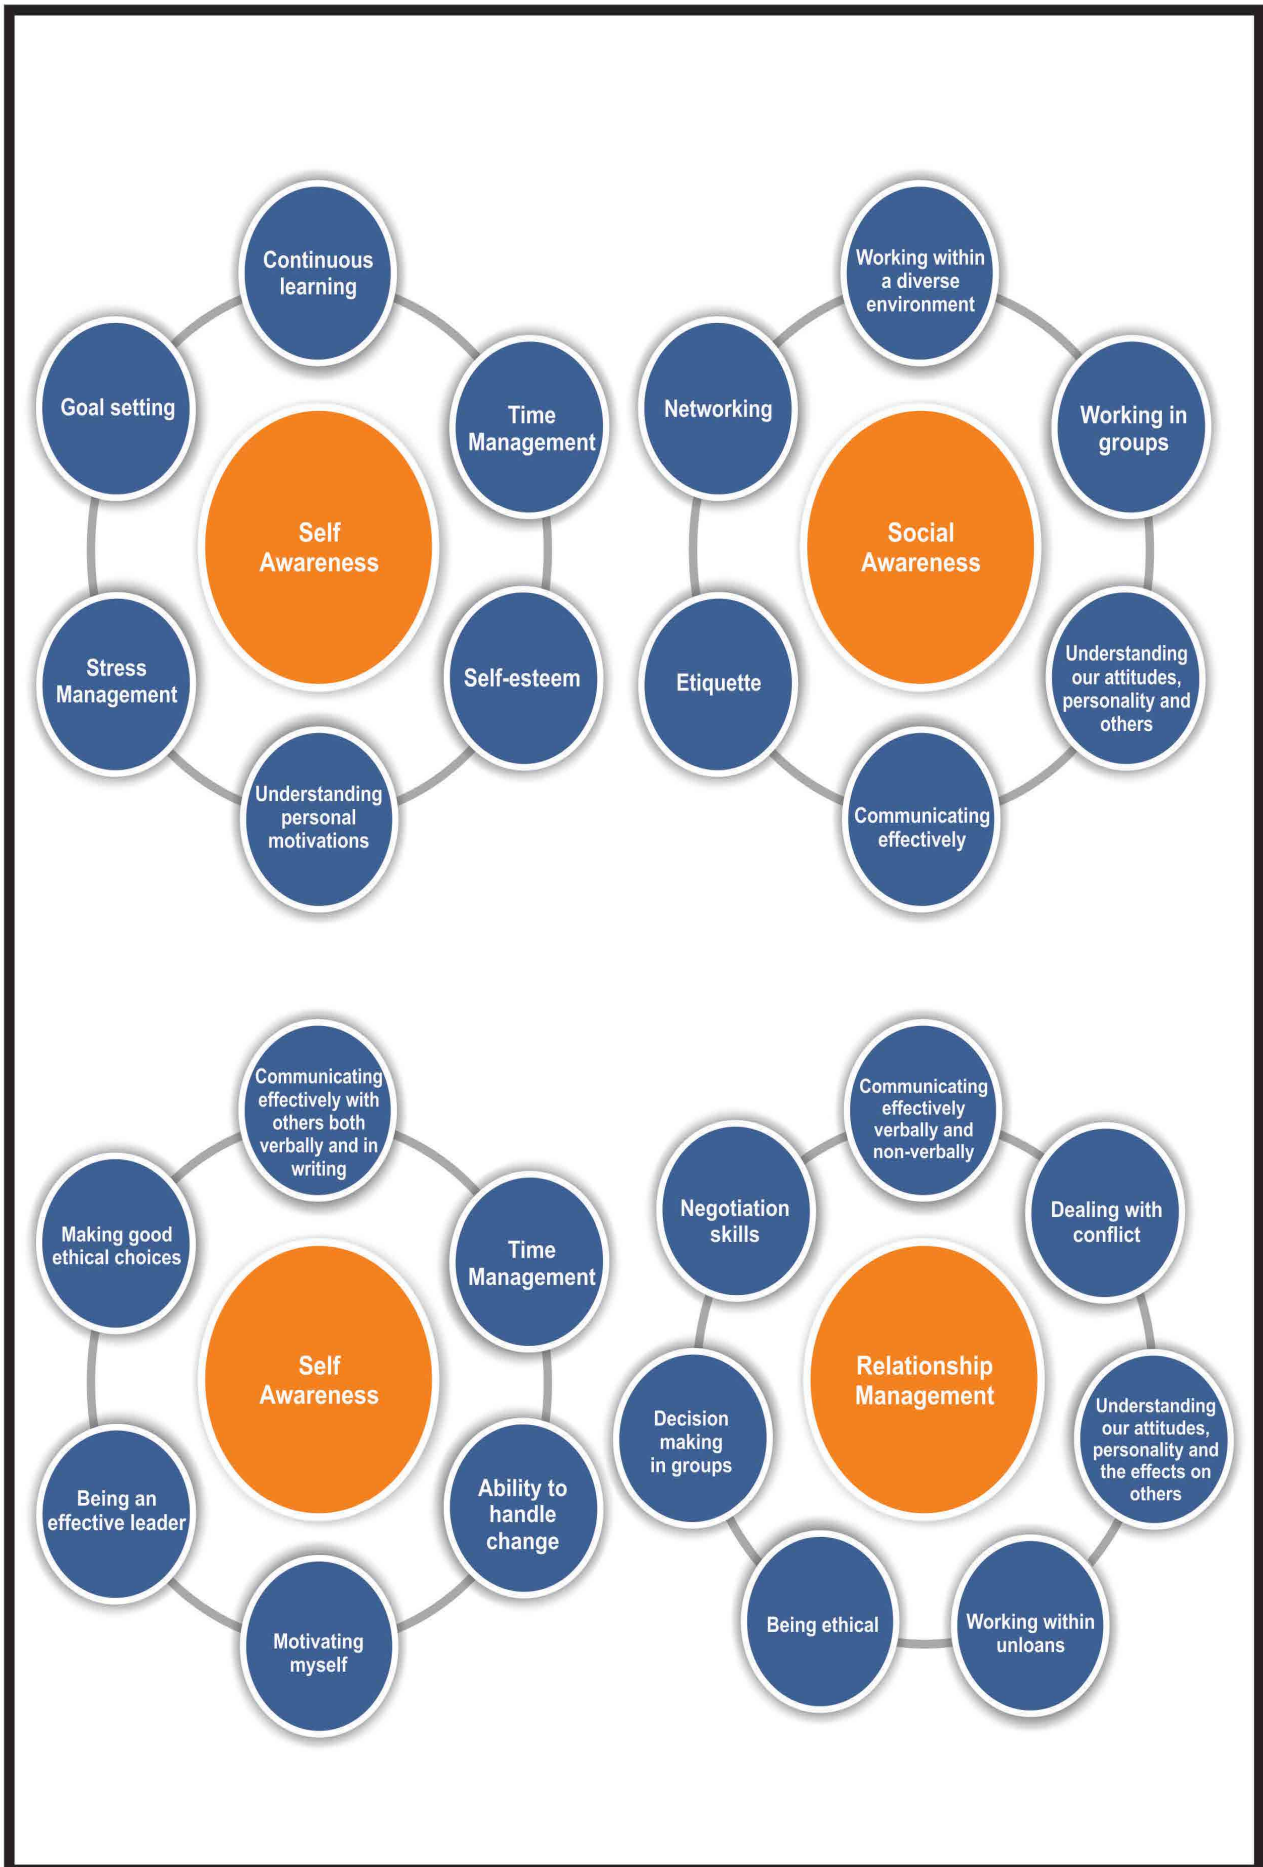 Continuous
learning
Goal setting
Time
Management
Self
Awareness
Stress
Management
Self-esteem
Understanding
personal
motivations
Working within
a diverse
environment
Networking
Working in
groups
Social
Awareness
Etiquette
Understanding
our attitudes,
personality and
others
Communicating
effectively
Communicating
effectively with
others both
verbally and in
writing
Making good
ethical choices
Time
Management
Self
Awareness
Being an
effective leader
Ability to
handle
change
Motivating
myself
Communicating
effectively
verbally and
non-verbally
Negotiation
skills
Dealing with
conflict
Relationship
Management
Decision
making
in groups
Understanding
our attitudes,
personality and
the effects on
others
Being ethical
Working within
unloans